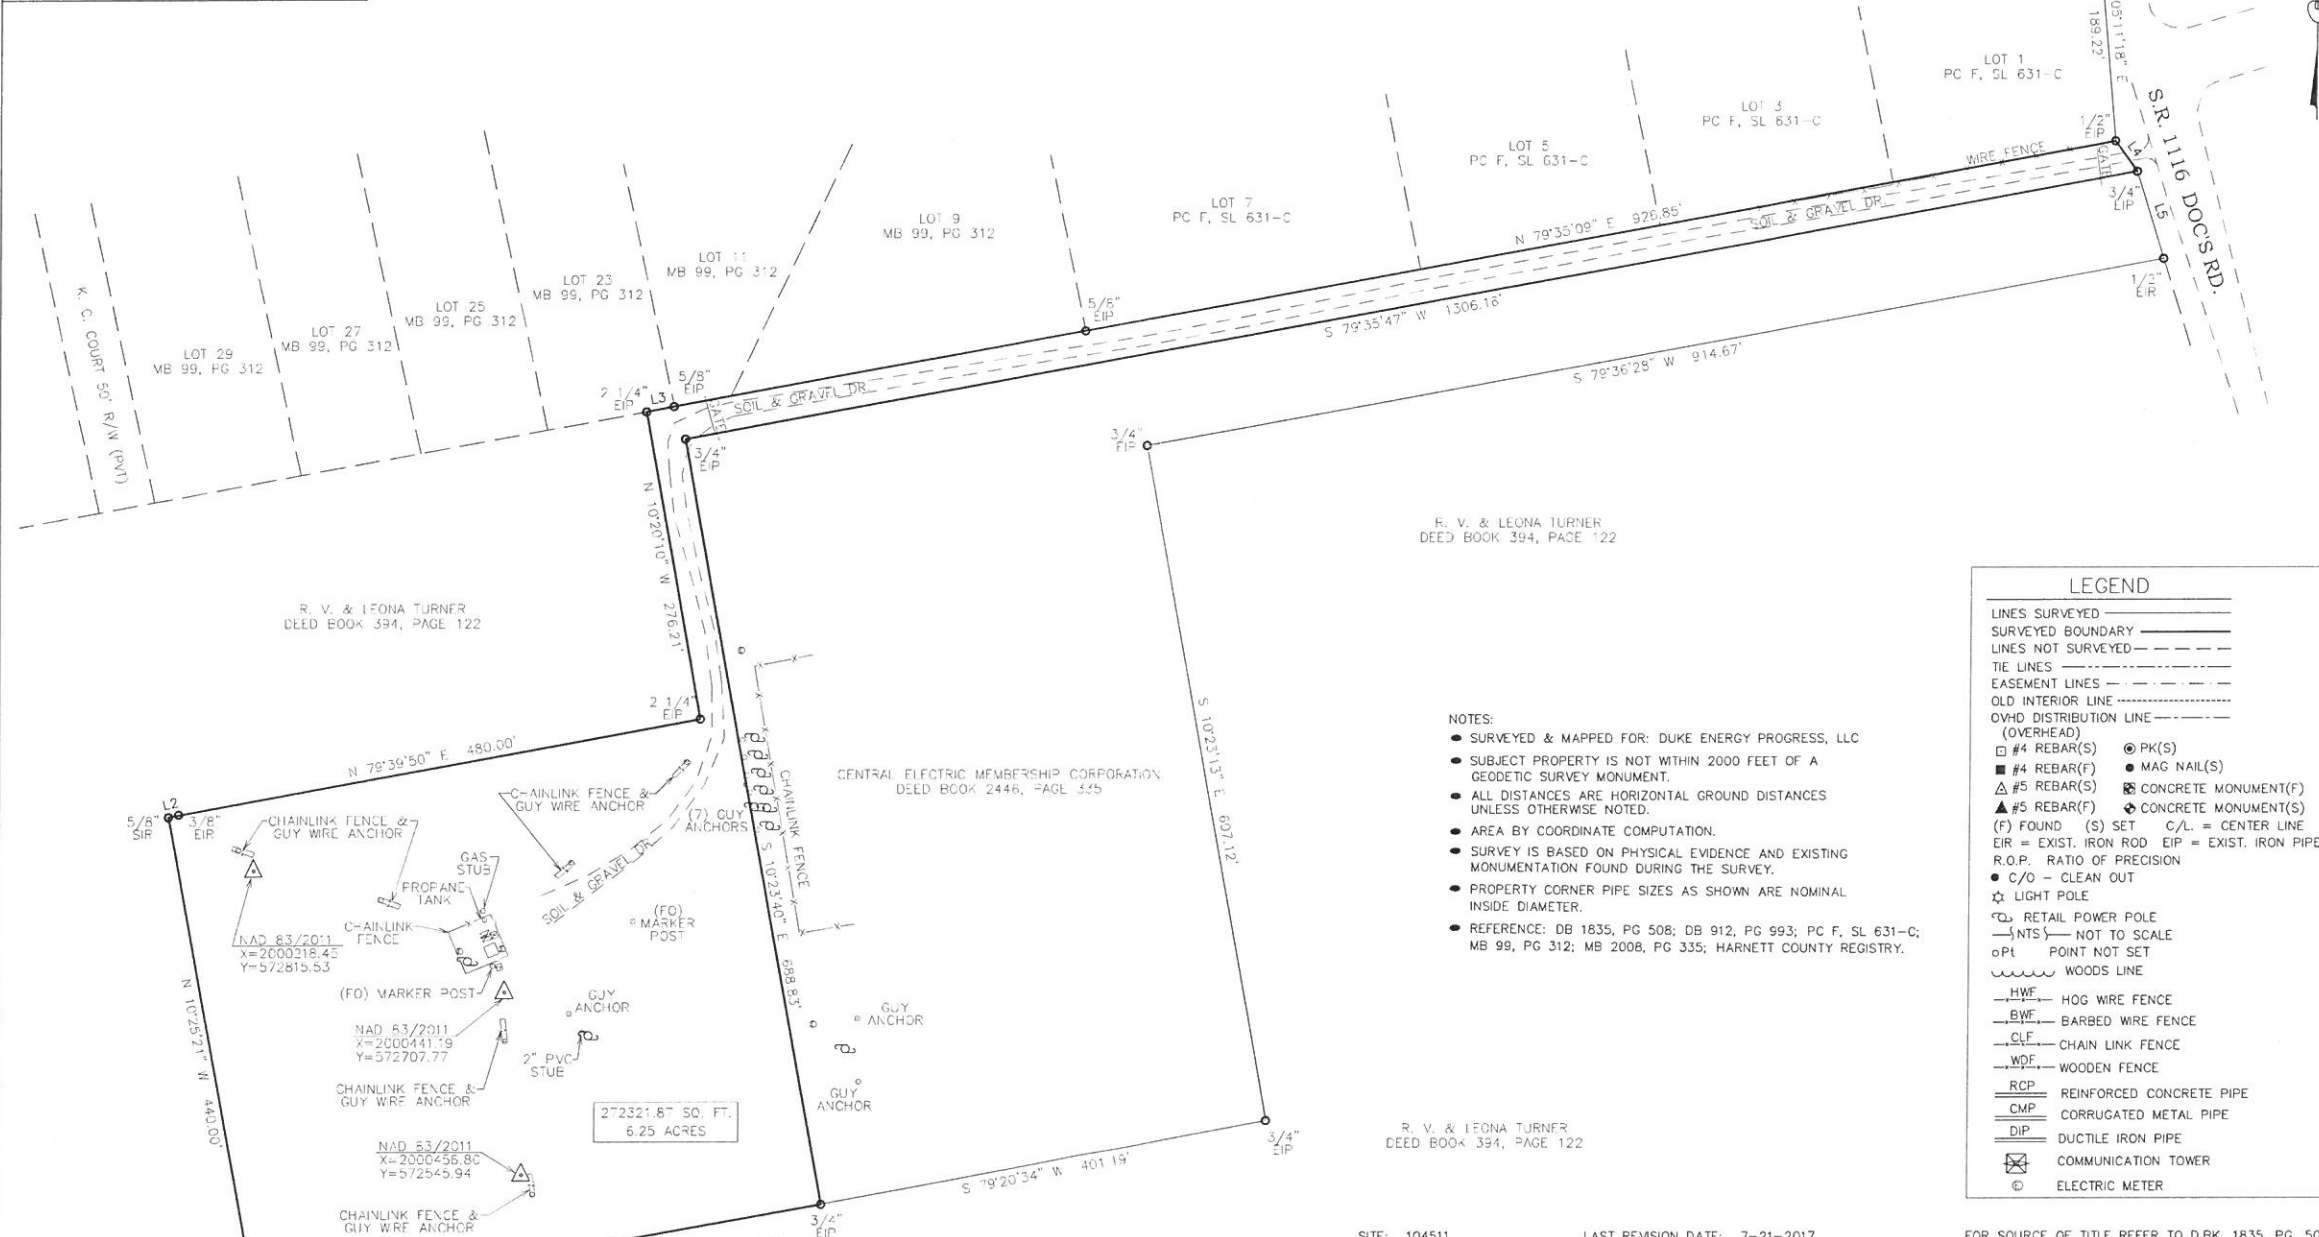 05°11'18" E
189.22'
LOT 1
PC F, SL 631-C
LOT 3
PC F, SL 631-C
LOT 5
PC F, SL 631-C
LOT 7
PC F, SL 631-C
LOT 9
MB 99, PG 312
LOT 11
MB 99, PG 312
LOT 23
MB 99, PG 312
LOT 25
MB 99, PG 312
LOT 27
MB 99, PG 312
LOT 29
MB 99, PG 312
K. C. COURT 50' R/W (PVT)
S.R. 1116 DOC'S RD.
1/2"
EIP
GATE
L4
WIRE FENCE
3/4"
EIP
L5
1/2"
EIR
N 79°35'09" E 926.85'
SOIL & GRAVEL DR.
S 79°35'47" W 1306.18'
S 79°36'28" W 914.67'
5/8"
EIP
2 1/4"
EIP
L3
5/8"
EIP
GATE
SOIL & GRAVEL DR.
3/4"
EIP
3/4"
EIP
N 10°20'10" W 276.21'
R. V. & LEONA TURNER
DEED BOOK 394, PAGE 122
R. V. & LEONA TURNER
DEED BOOK 394, PAGE 122
2 1/4"
EIP
N 79°39'50" E 480.00'
L2
5/8"
SIR
3/8"
EIR
CHAINLINK FENCE &
GUY WIRE ANCHOR
CHAINLINK FENCE &
GUY WIRE ANCHOR
(7) GUY
ANCHORS
CHAINLINK FENCE
S 10°23'40" E 688.83'
CENTRAL ELECTRIC MEMBERSHIP CORPORATION
DEED BOOK 2446, PAGE 335
S 10°23'13" E 607.12'
GAS
STUB
PROPANE
TANK
CHAINLINK
FENCE
SOIL & GRAVEL DR.
(FO)
MARKER
POST
NAD 83/2011
X=2000218.45
Y=572815.53
(FO) MARKER POST
GUY
ANCHOR
NAD 83/2011
X=2000441.19
Y=572707.77
2" PVC
STUB
GUY
ANCHOR
GUY
ANCHOR
CHAINLINK FENCE &
GUY WIRE ANCHOR
N 10°25'21" W 440.00'
272321.87 SQ. FT.
6.25 ACRES
NAD 83/2011
X=2000456.80
Y=572545.94
CHAINLINK FENCE &
GUY WIRE ANCHOR
3/4"
EIP
S 79°20'34" W 401.19'
3/4"
EIP
R. V. & LEONA TURNER
DEED BOOK 394, PAGE 122
NOTES:
● SURVEYED & MAPPED FOR: DUKE ENERGY PROGRESS, LLC
● SUBJECT PROPERTY IS NOT WITHIN 2000 FEET OF A
GEODETIC SURVEY MONUMENT.
● ALL DISTANCES ARE HORIZONTAL GROUND DISTANCES
UNLESS OTHERWISE NOTED.
● AREA BY COORDINATE COMPUTATION.
● SURVEY IS BASED ON PHYSICAL EVIDENCE AND EXISTING
MONUMENTATION FOUND DURING THE SURVEY.
● PROPERTY CORNER PIPE SIZES AS SHOWN ARE NOMINAL
INSIDE DIAMETER.
● REFERENCE: DB 1835, PG 508; DB 912, PG 993; PC F, SL 631-C;
MB 99, PG 312; MB 2008, PG 335; HARNETT COUNTY REGISTRY.
LEGEND
LINES SURVEYED
SURVEYED BOUNDARY
LINES NOT SURVEYED
TIE LINES
EASEMENT LINES
OLD INTERIOR LINE
OVHD DISTRIBUTION LINE
(OVERHEAD)
#4 REBAR(S) PK(S)
#4 REBAR(F) MAG NAIL(S)
#5 REBAR(S) CONCRETE MONUMENT(F)
#5 REBAR(F) CONCRETE MONUMENT(S)
(F) FOUND (S) SET C/L. = CENTER LINE
EIR = EXIST. IRON ROD EIP = EXIST. IRON PIPE
R.O.P. RATIO OF PRECISION
C/O - CLEAN OUT
LIGHT POLE
RETAIL POWER POLE
NTS NOT TO SCALE
oPt POINT NOT SET
WOODS LINE
HWF HOG WIRE FENCE
BWF BARBED WIRE FENCE
CLF CHAIN LINK FENCE
WDF WOODEN FENCE
RCP REINFORCED CONCRETE PIPE
CMP CORRUGATED METAL PIPE
DIP DUCTILE IRON PIPE
COMMUNICATION TOWER
E ELECTRIC METER
SITE: 104511 LAST REVISION DATE: 7-21-2017
FOR SOURCE OF TITLE REFER TO D.BK. 1835, PG. 50